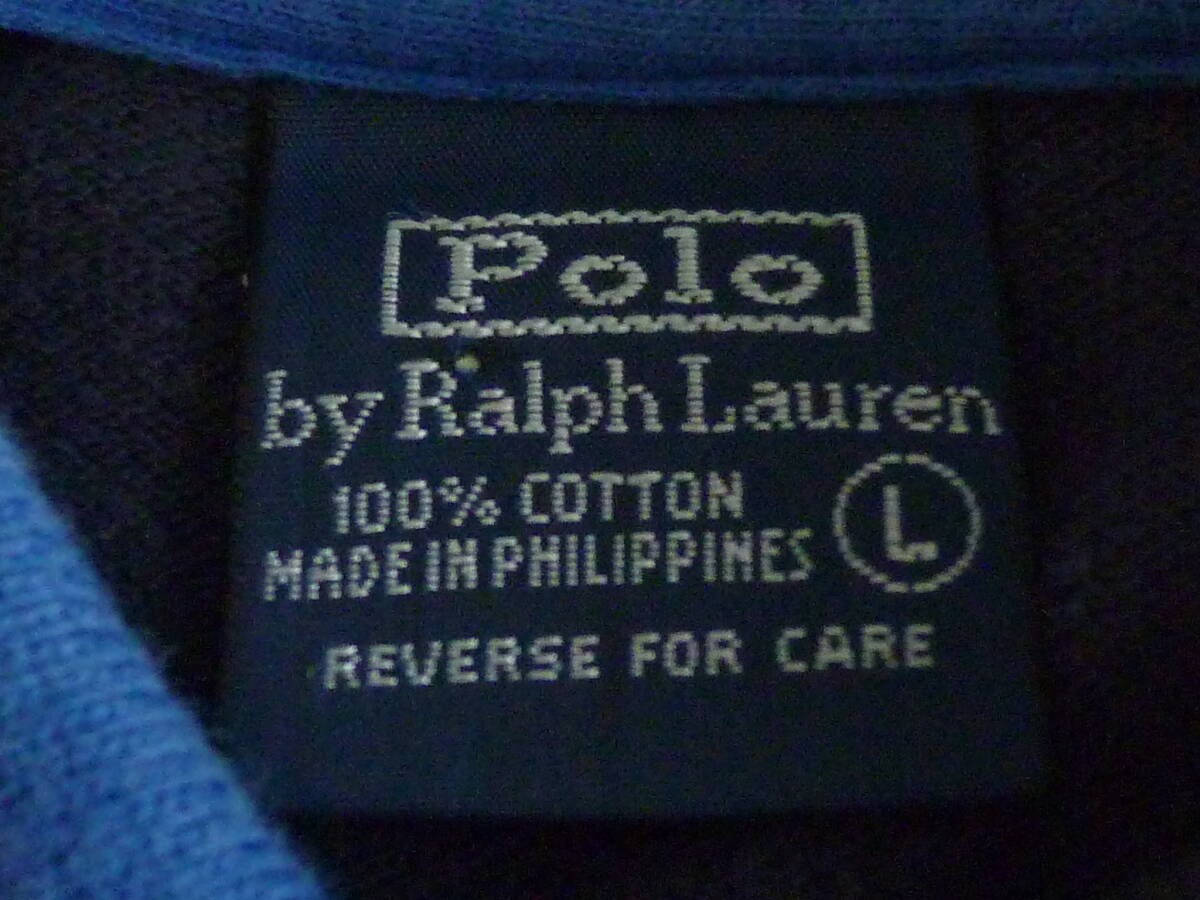 Polo
by Ralph Lauren
100% COTTON
MADE IN PHILIPPINES
L
REVERSE FOR CARE